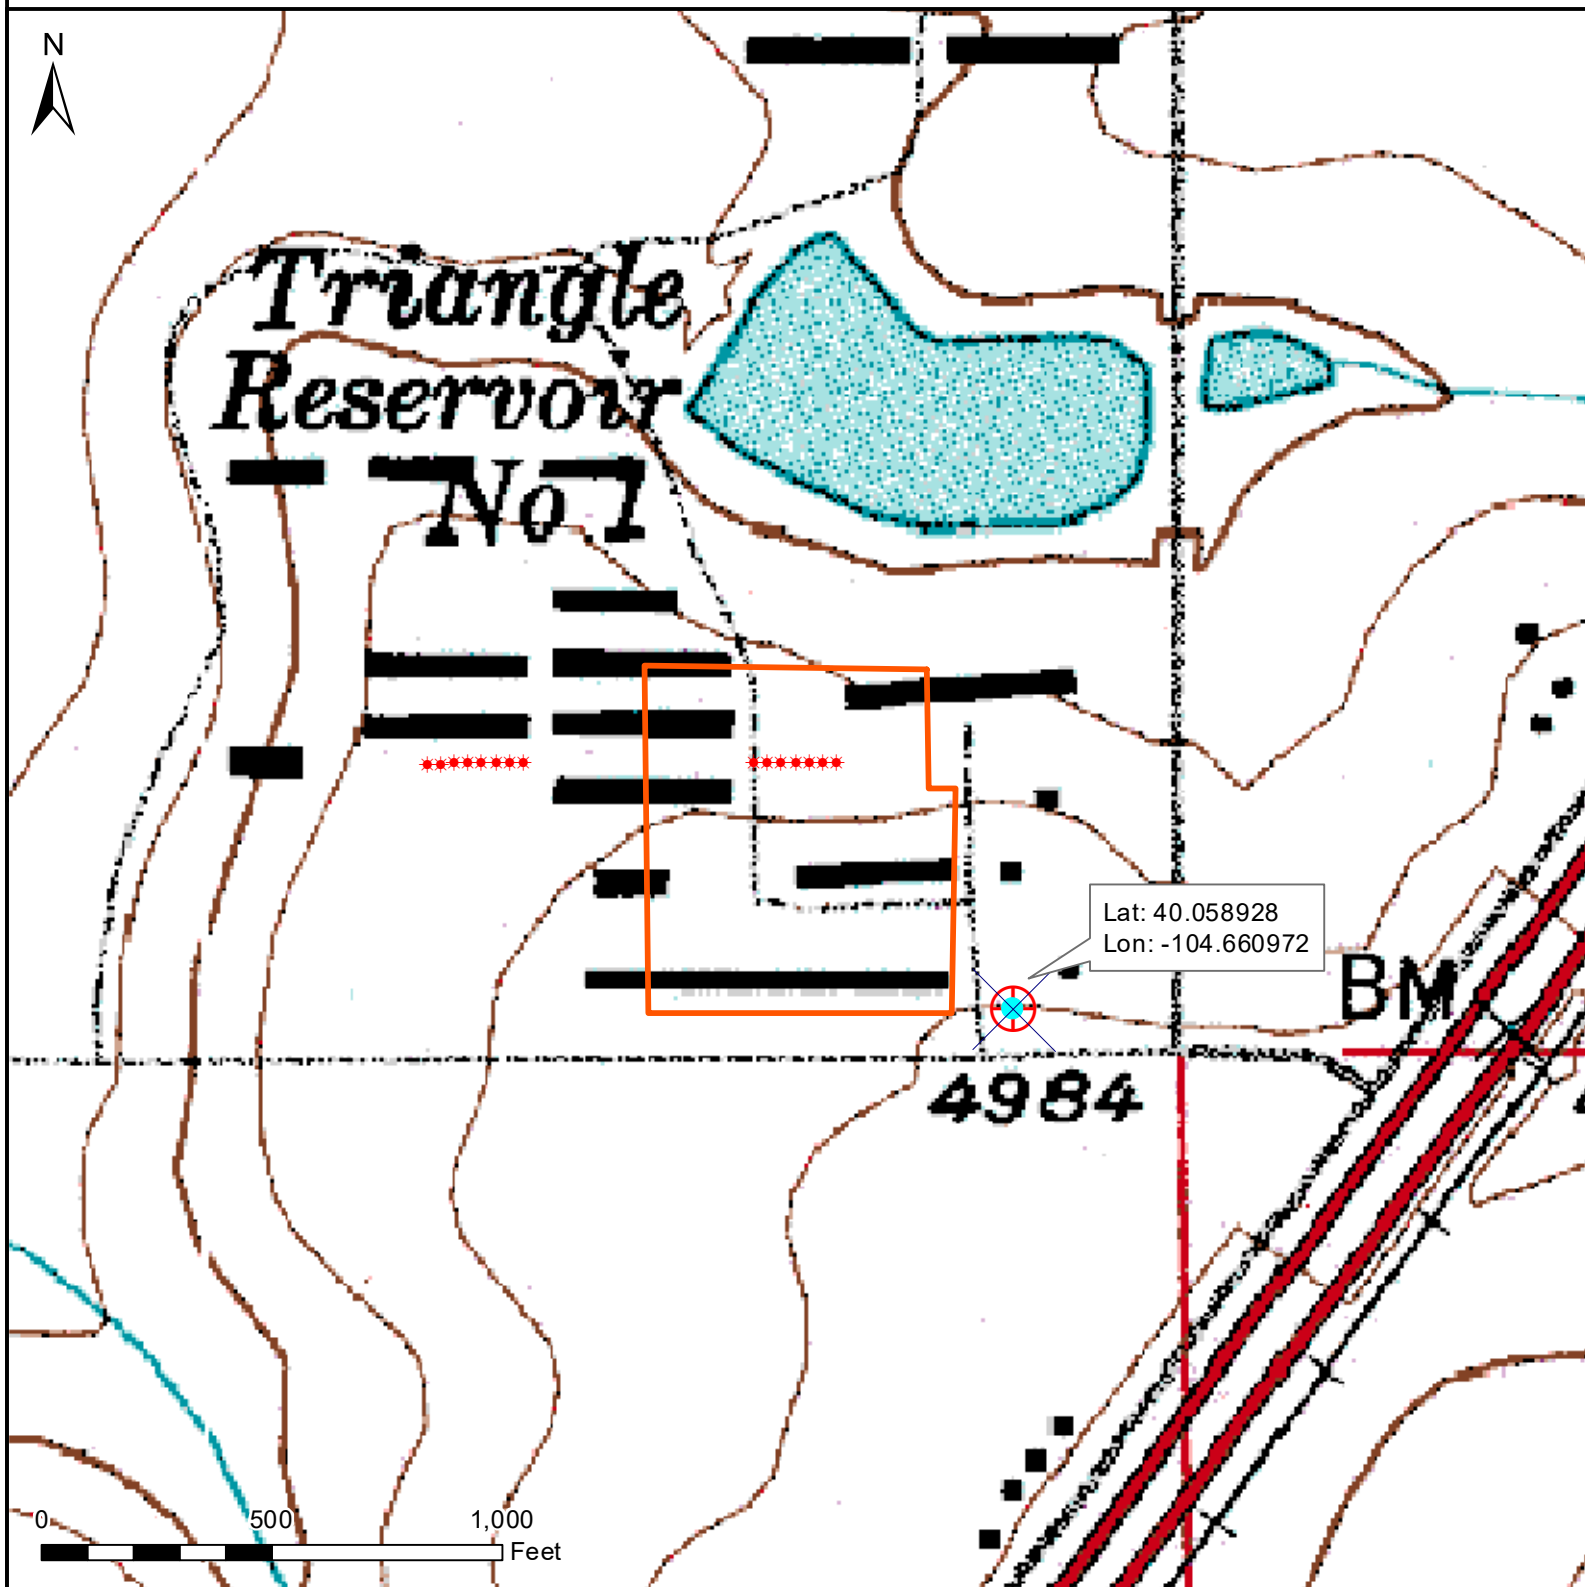 N
Triangle
Reservoir
No 1
Lat: 40.058928
Lon: -104.660972
BM
4984
0 500 1,000
Feet